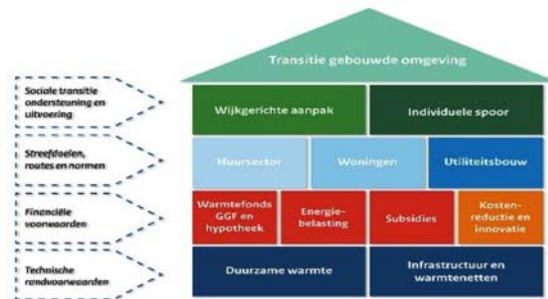 Transitie gebouwde omgeving
Sociale transitie
ondersteuning en
uitvoering
Wijkgerichte aanpak
Individuele spoor
Streefdoelen,
routes en normen
Huursector
Woningen
Utiliteitsbouw
Financiële
voorwaarden
Warmtefonds
GGF en
hypotheek
Energie-
belasting
Subsidies
Kosten-
reductie en
innovatie
Technische
randvoorwaarden
Duurzame warmte
Infrastructuur en
warmtenetten